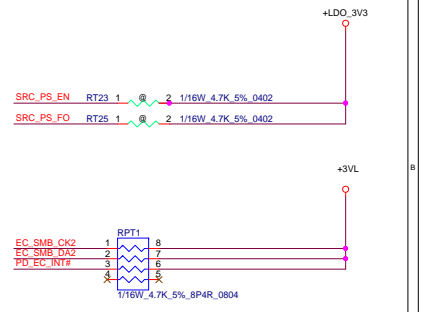 +LDO_3V3
SRC_PS_EN RT23 1 @ 2 1/16W_4.7K_5%_0402
SRC_PS_FO RT25 1 @ 2 1/16W_4.7K_5%_0402
+3VL
B
RPT1
EC_SMB_CK2 1 8
EC_SMB_DA2 2 7
PD_EC_INT# 3 6
4 5
1/16W_4.7K_5%_8P4R_0804